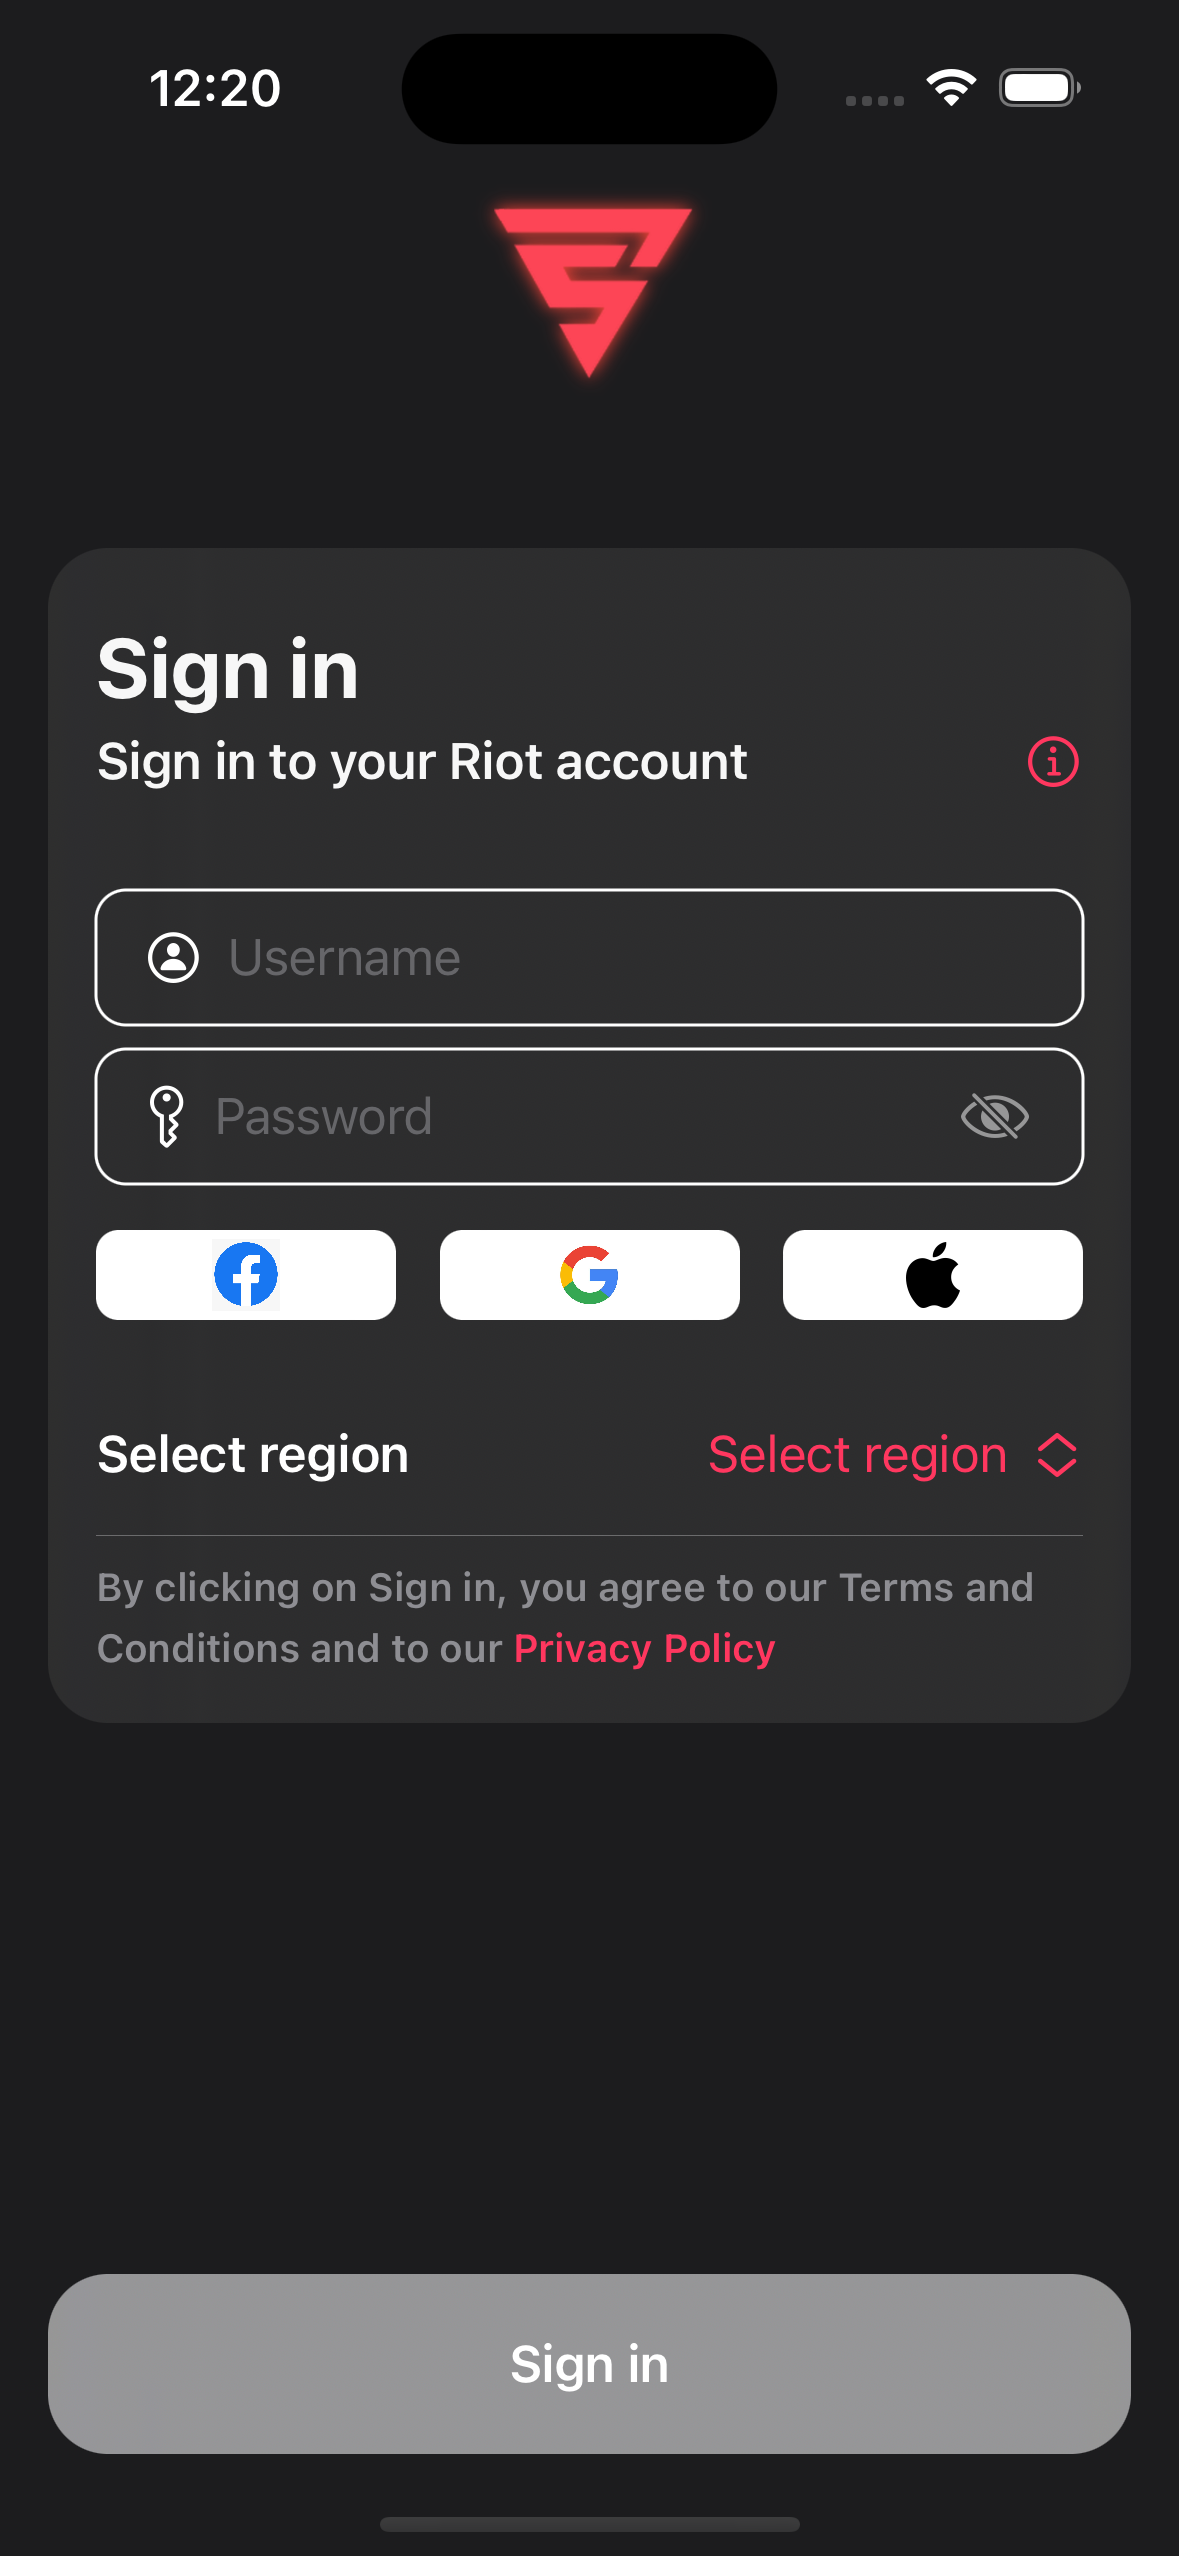 12:20
Sign in
Sign in to your Riot account
Username
Password
Select region
Select region
By clicking on Sign in, you agree to our Terms and
Conditions and to our Privacy Policy
Sign in